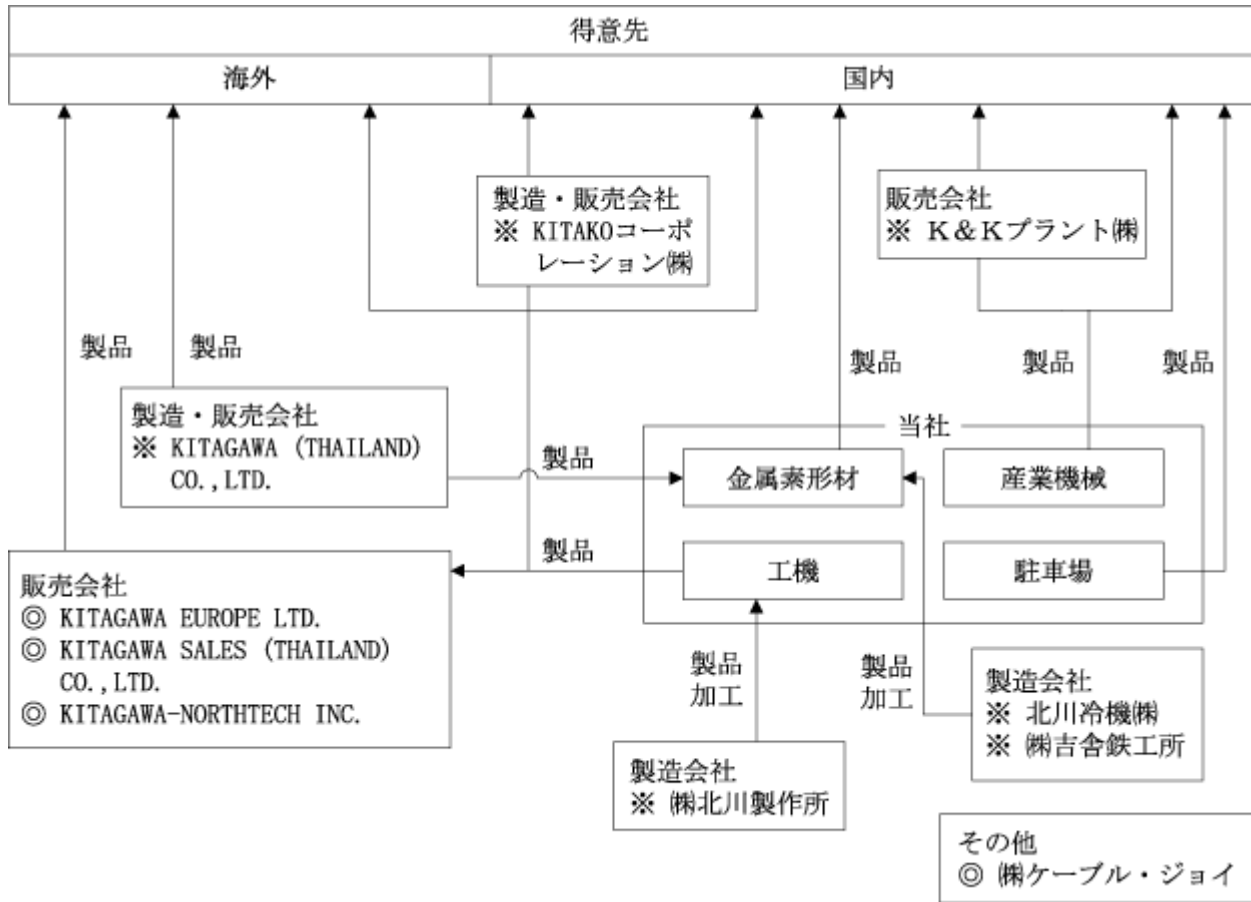 得意先
海外
国内
製造・販売会社
※ KITAKOコーポ
レーション㈱
販売会社
※ K&Kプラント㈱
製品
製品
製品
製品
製品
製造・販売会社
※ KITAGAWA (THAILAND)
CO.,LTD.
製品
当社
金属素形材
産業機械
製品
工機
駐車場
販売会社
◎ KITAGAWA EUROPE LTD.
◎ KITAGAWA SALES (THAILAND)
CO.,LTD.
◎ KITAGAWA-NORTHTECH INC.
製品
加工
製品
加工
製造会社
※ 北川冷機㈱
※ ㈱吉舎鉄工所
製造会社
※ ㈱北川製作所
その他
◎ ㈱ケーブル・ジョイ